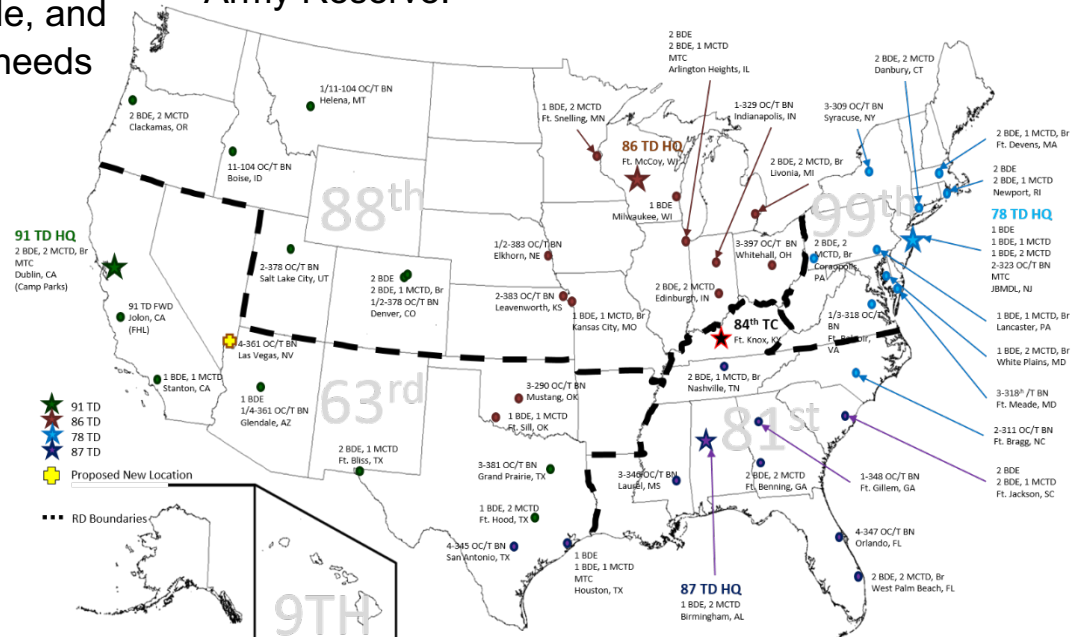 le, and
needs
Army Reserve.
2 BDE
2 BDE, 1 MCTD
MTC
Arlington Heights, IL
2 BDE, 2 MCTD
Danbury, CT
1/11-104 OC/T BN
Helena, MT
1 BDE, 2 MCTD
Ft. Snelling, MN
1-329 OC/T BN
Indianapolis, IN
3-309 OC/T BN
Syracuse, NY
2 BDE, 2 MCTD
Clackamas, OR
2 BDE, 1 MCTD, Br
Ft. Devens, MA
86 TD HQ
Ft. McCoy, WI
11-104 OC/T BN
Boise, ID
2 BDE, 2 MCTD, Br
Livonia, MI
2 BDE
2 BDE, 1 MCTD
Newport, RI
88th
1 BDE
Milwaukee, WI
99th
78 TD HQ
1 BDE
1 BDE, 1 MCTD
1 BDE, 2 MCTD
2-323 OC/T BN
MTC
JBMDL, NJ
91 TD HQ
2 BDE, 2 MCTD, Br
MTC
Dublin, CA
(Camp Parks)
1/2-383 OC/T BN
Elkhorn, NE
3-397 OC/T BN
Whitehall, OH
2 BDE, 2
MCTD, Br
Coraopolis,
PA
2-378 OC/T BN
Salt Lake City, UT
2 BDE
2 BDE, 1 MCTD, Br
1/2-378 OC/T BN
Denver, CO
2-383 OC/T BN
Leavenworth, KS
2 BDE, 2 MCTD
Edinburgh, IN
91 TD FWD
Jolon, CA
(FHL)
1 BDE, 1 MCTD, Br
Kansas City, MO
84th TC
Ft. Knox, KY
1/3-318 OC/T
BN
Ft. Belvoir,
VA
1 BDE, 1 MCTD, Br
Lancaster, PA
4-361 OC/T BN
Las Vegas, NV
1 BDE, 2 MCTD, Br
White Plains, MD
1 BDE, 1 MCTD
Stanton, CA
1 BDE
1/4-361 OC/T BN
Glendale, AZ
63rd
3-290 OC/T BN
Mustang, OK
2 BDE, 1 MCTD, Br
Nashville, TN
3-318th /T BN
Ft. Meade, MD
91 TD
86 TD
78 TD
87 TD
Proposed New Location
RD Boundaries
1 BDE, 1 MCTD
Ft. Sill, OK
81st
2-311 OC/T BN
Ft. Bragg, NC
2 BDE, 1 MCTD
Ft. Bliss, TX
3-381 OC/T BN
Grand Prairie, TX
3-346 OC/T BN
Laurel, MS
2 BDE, 2 MCTD
Ft. Benning, GA
1-348 OC/T BN
Ft. Gillem, GA
2 BDE
2 BDE, 1 MCTD
Ft. Jackson, SC
1 BDE, 2 MCTD
Ft. Hood, TX
4-345 OC/T BN
San Antonio, TX
1 BDE
1 BDE, 1 MCTD
MTC
Houston, TX
4-347 OC/T BN
Orlando, FL
87 TD HQ
1 BDE, 2 MCTD
Birmingham, AL
2 BDE, 2 MCTD, Br
West Palm Beach, FL
9TH